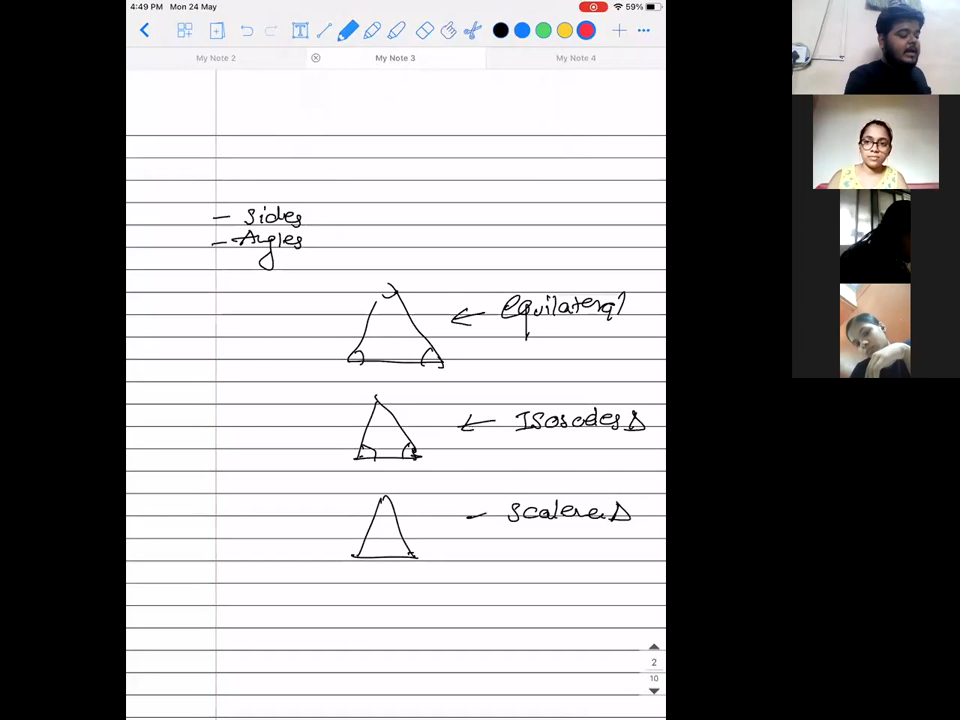 4:49 PM Mon 24 May
59%
My Note 2
My Note 3
My Note 4
- Sides
- Angles
equilateral
Isosceles Δ
Scalene Δ
2
10